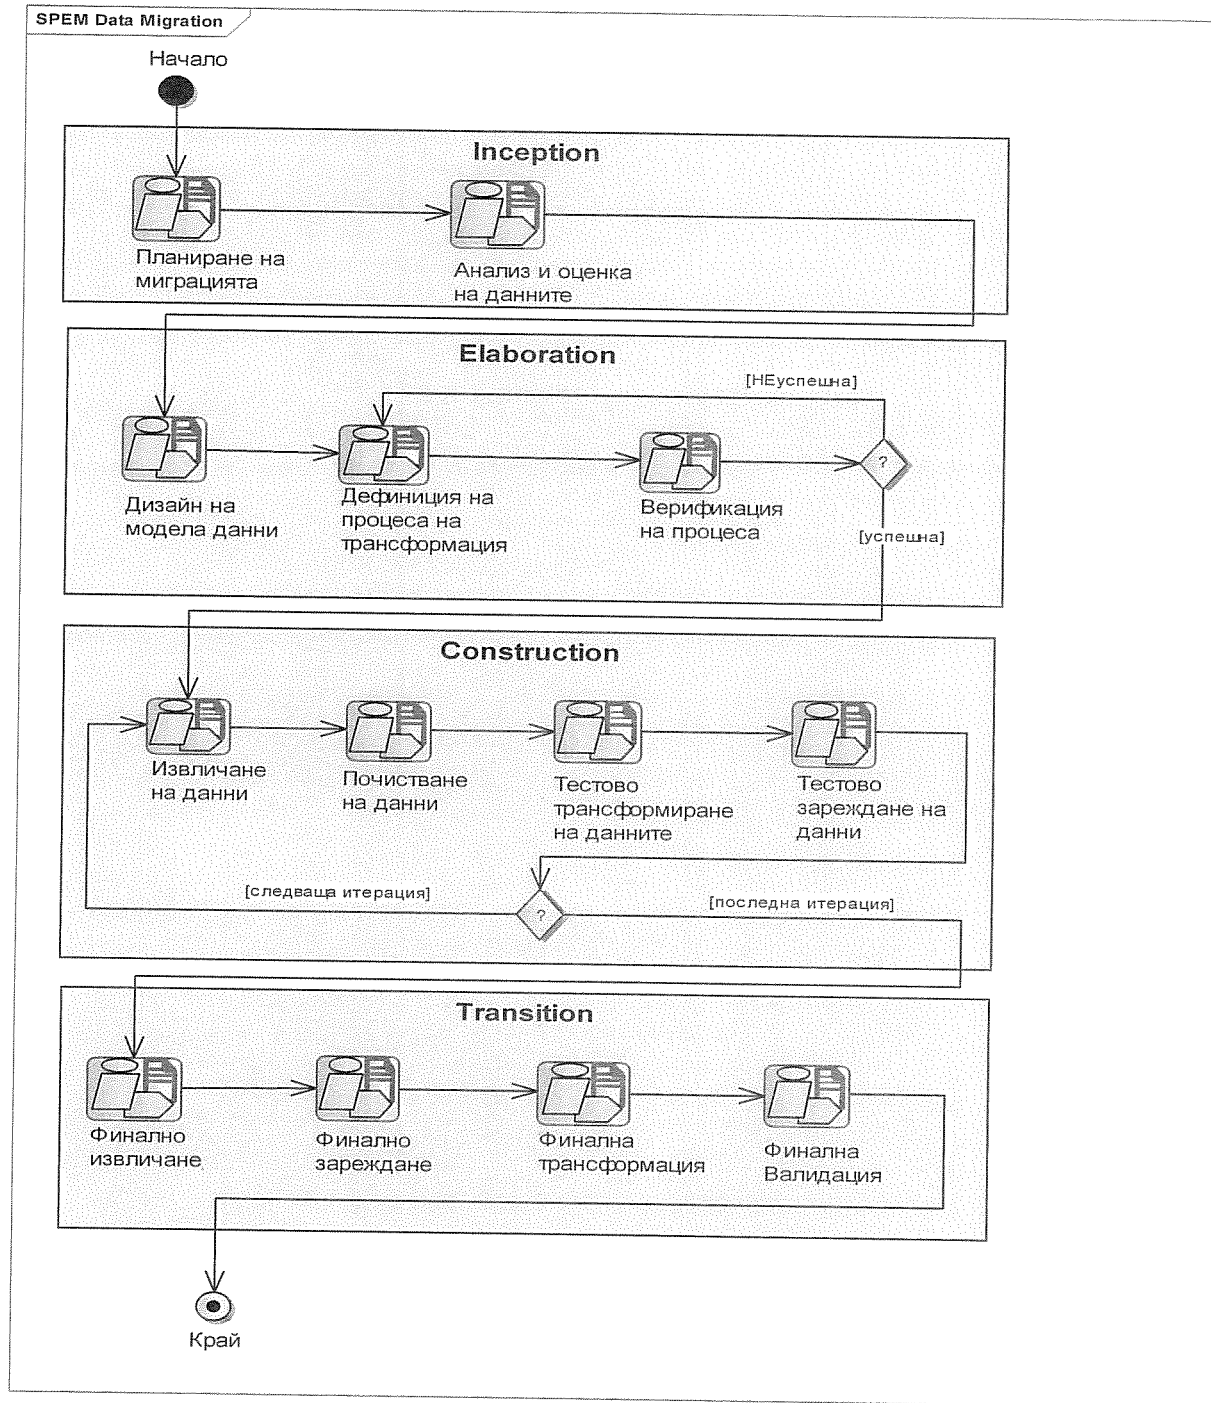 SPEM Data Migration
Начало
Inception
Планиране на
миграцията
Анализ и оценка
на данните
Elaboration
[НЕуспешна]
?
Дизайн на
модела данни
Дефиниция на
процеса на
трансформация
Верификация
на процеса
[успешна]
Construction
Извличане
на данни
Почистване
на данни
Тестово
трансформиране
на данните
Тестово
зареждане на
данни
[следваща итерация]
?
[последна итерация]
Transition
Финално
извличане
Финално
зареждане
Финална
трансформация
Финална
Валидация
Край